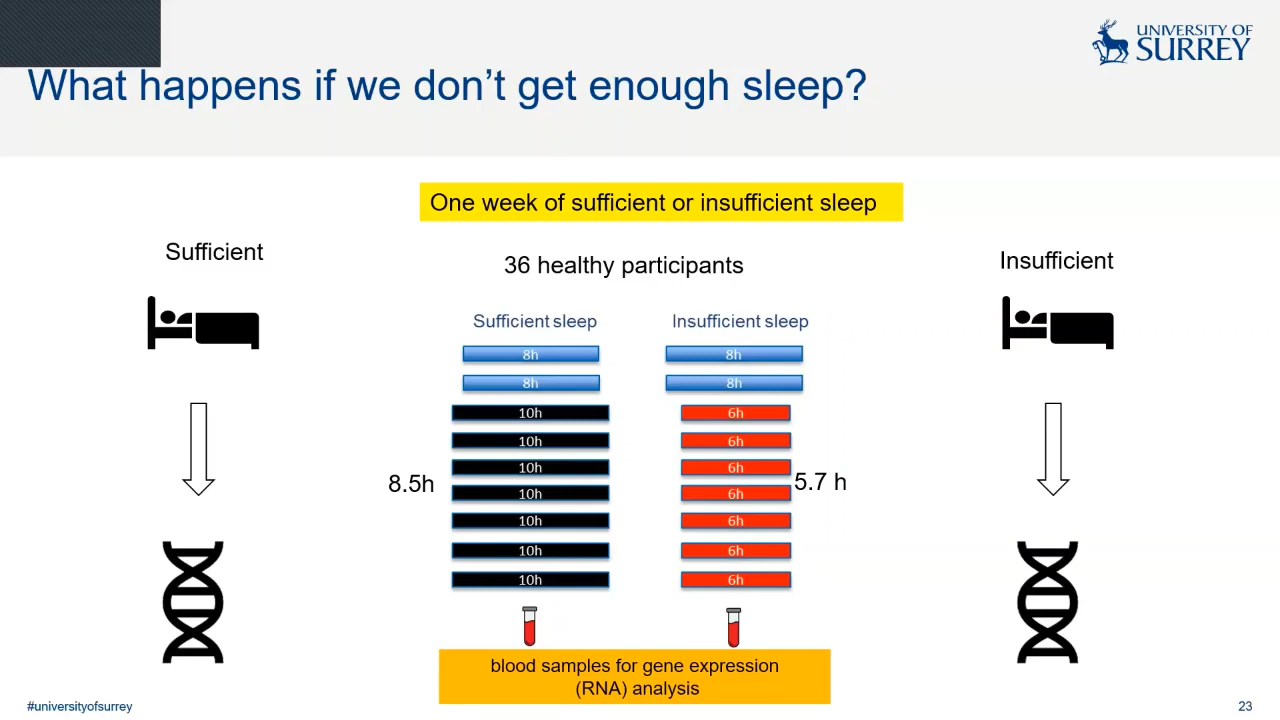 UNIVERSITY OF
SURREY
What happens if we don't get enough sleep?
One week of sufficient or insufficient sleep
Sufficient
36 healthy participants
Insufficient
Sufficient sleep
Insufficient sleep
8h
8h
8h
8h
10h
6h
10h
6h
10h
6h
8.5h
10h
6h
5.7 h
10h
6h
10h
6h
10h
6h
blood samples for gene expression
(RNA) analysis
#universityofsurrey
23